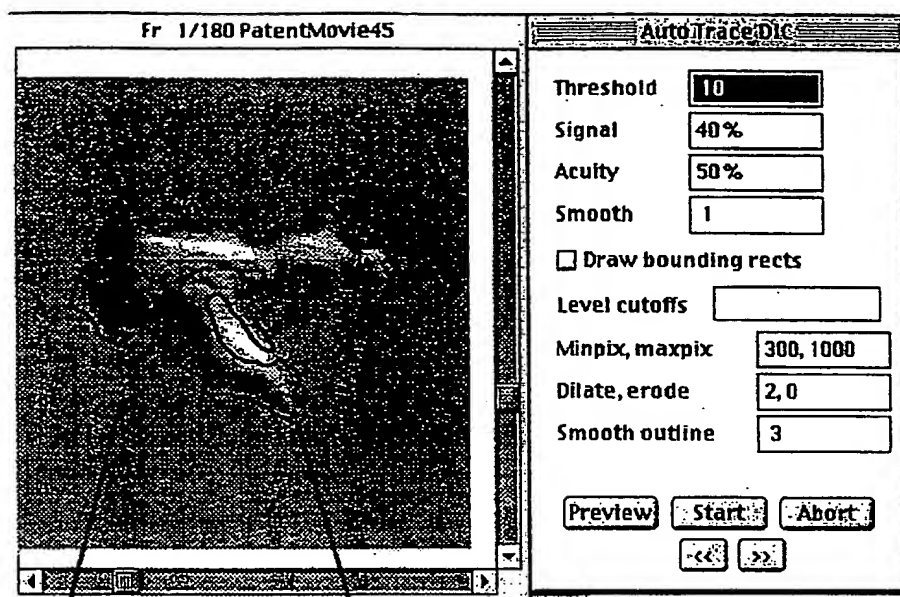 Fr 1/180 PatentMovie45
Auto Trace DIC
Threshold 10
Signal 40%
Acuity 50%
Smooth 1
Draw bounding rects
Level cutoffs
Minpix, maxpix 300, 1000
Dilate, erode 2, 0
Smooth outline 3
Preview Start Abort
<< >>